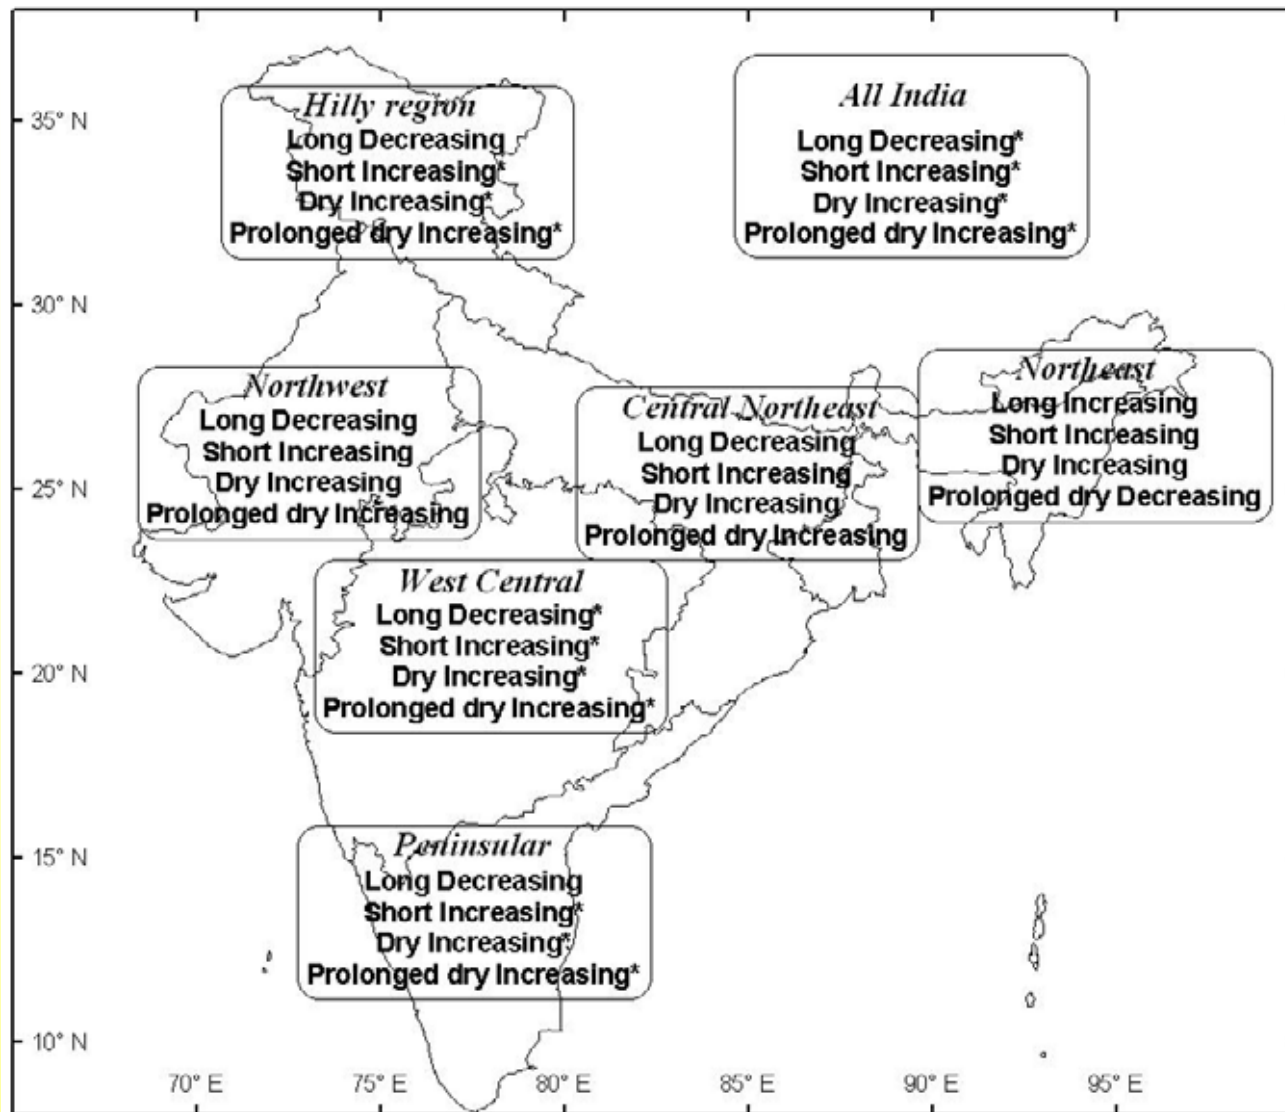 35° N
30° N
25° N
20° N
15° N
10° N
70° E
75° E
80° E
85° E
90° E
95° E
Hilly region
Long Decreasing
Short Increasing*
Dry Increasing*
Prolonged dry Increasing*
All India
Long Decreasing*
Short Increasing*
Dry Increasing*
Prolonged dry Increasing*
Northwest
Long Decreasing
Short Increasing
Dry Increasing
Prolonged dry Increasing
Central Northeast
Long Decreasing
Short Increasing
Dry Increasing
Prolonged dry Increasing
Northeast
Long Increasing
Short Increasing
Dry Increasing
Prolonged dry Decreasing
West Central
Long Decreasing*
Short Increasing*
Dry Increasing*
Prolonged dry Increasing*
Peninsular
Long Decreasing
Short Increasing*
Dry Increasing*
Prolonged dry Increasing*